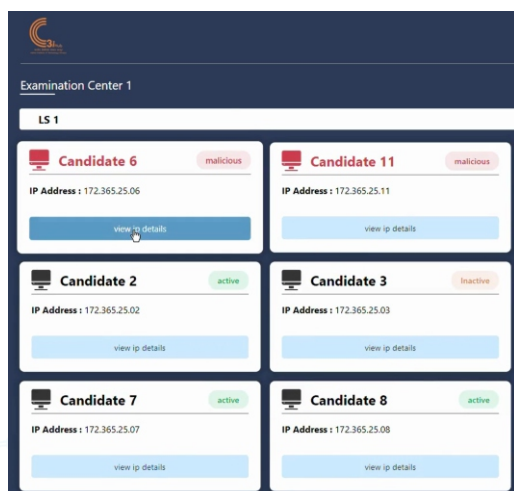 C3i Hub
Examination Center 1
LS 1
Candidate 6 malicious
IP Address : 172.365.25.06
view ip details
Candidate 11 malicious
IP Address : 172.365.25.11
view ip details
Candidate 2 active
IP Address : 172.365.25.02
view ip details
Candidate 3 Inactive
IP Address : 172.365.25.03
view ip details
Candidate 7 active
IP Address : 172.365.25.07
view ip details
Candidate 8 active
IP Address : 172.365.25.08
view ip details